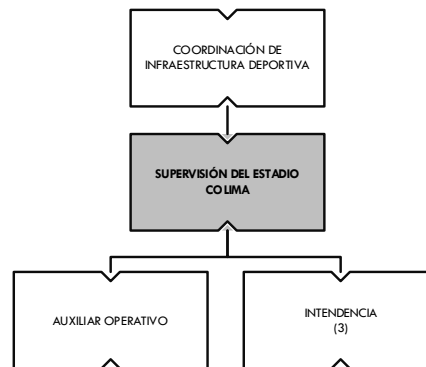 COORDINACIÓN DE
INFRAESTRUCTURA DEPORTIVA
SUPERVISIÓN DEL ESTADIO
COLIMA
AUXILIAR OPERATIVO
INTENDENCIA
(3)